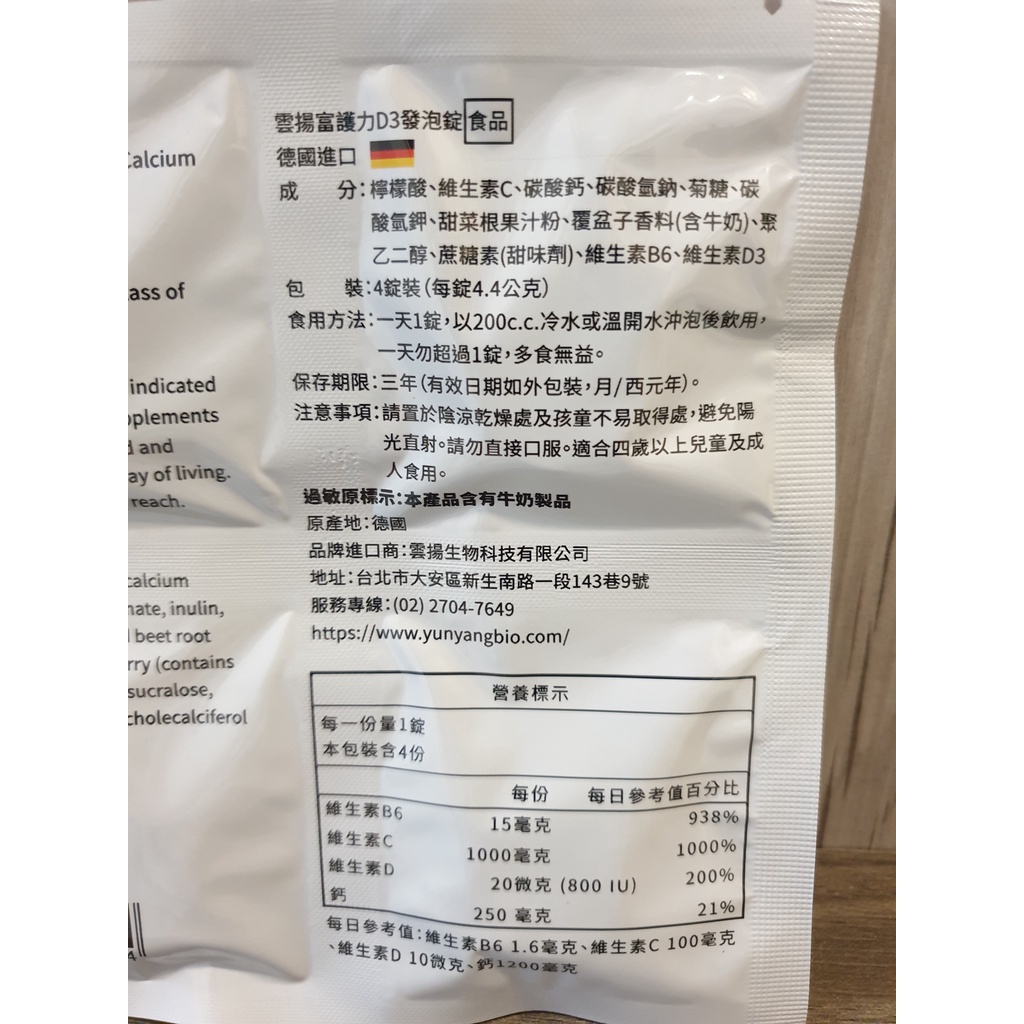 Calcium
ass of
indicated
pplements
d and
ay of living.
reach.
calcium
nate, inulin,
beet root
rry (contains
sucralose,
cholecalciferol
4
雲揚富護力D3發泡錠 食品
德國進口
成 分:檸檬酸、維生素C、碳酸鈣、碳酸氫鈉、菊糖、碳
酸氫鉀、甜菜根果汁粉、覆盆子香料(含牛奶)、聚
乙二醇、蔗糖素(甜味劑)、維生素B6、維生素D3
包 裝:4錠裝(每錠4.4公克)
食用方法:一天1錠,以200c.c.冷水或溫開水沖泡後飲用,
一天勿超過1錠,多食無益。
保存期限:三年(有效日期如外包裝,月/西元年)。
注意事項:請置於陰涼乾燥處及孩童不易取得處,避免陽
光直射。請勿直接口服。適合四歲以上兒童及成
人食用。
過敏原標示:本產品含有牛奶製品
原產地:德國
品牌進口商:雲揚生物科技有限公司
地址:台北市大安區新生南路一段143巷9號
服務專線:(02) 2704-7649
https://www.yunyangbio.com/
營養標示
每一份量1錠
本包裝含4份
每份 每日參考值百分比
維生素B6 15毫克 938%
維生素C 1000毫克 1000%
維生素D 20微克 (800 IU) 200%
鈣 250 毫克 21%
每日參考值:維生素B6 1.6毫克、維生素C 100毫克
、維生素D 10微克、鈣1200毫克